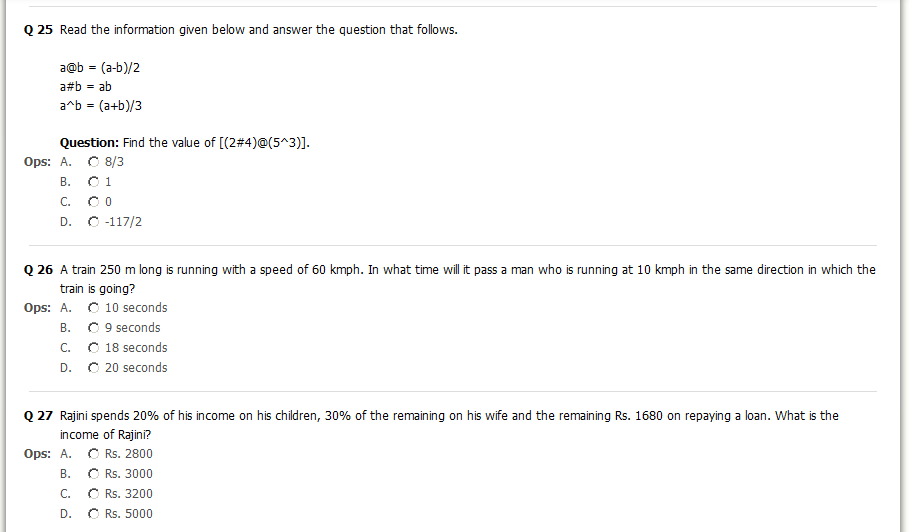 Q 25 Read the information given below and answer the question that follows.
a@b = (a-b)/2
a#b = ab
a^b = (a+b)/3
Question: Find the value of [(2#4)@(5^3)].
Ops: A. 8/3
B. 1
C. 0
D. -117/2
Q 26 A train 250 m long is running with a speed of 60 kmph. In what time will it pass a man who is running at 10 kmph in the same direction in which the
train is going?
Ops: A. 10 seconds
B. 9 seconds
C. 18 seconds
D. 20 seconds
Q 27 Rajini spends 20% of his income on his children, 30% of the remaining on his wife and the remaining Rs. 1680 on repaying a loan. What is the
income of Rajini?
Ops: A. Rs. 2800
B. Rs. 3000
C. Rs. 3200
D. Rs. 5000